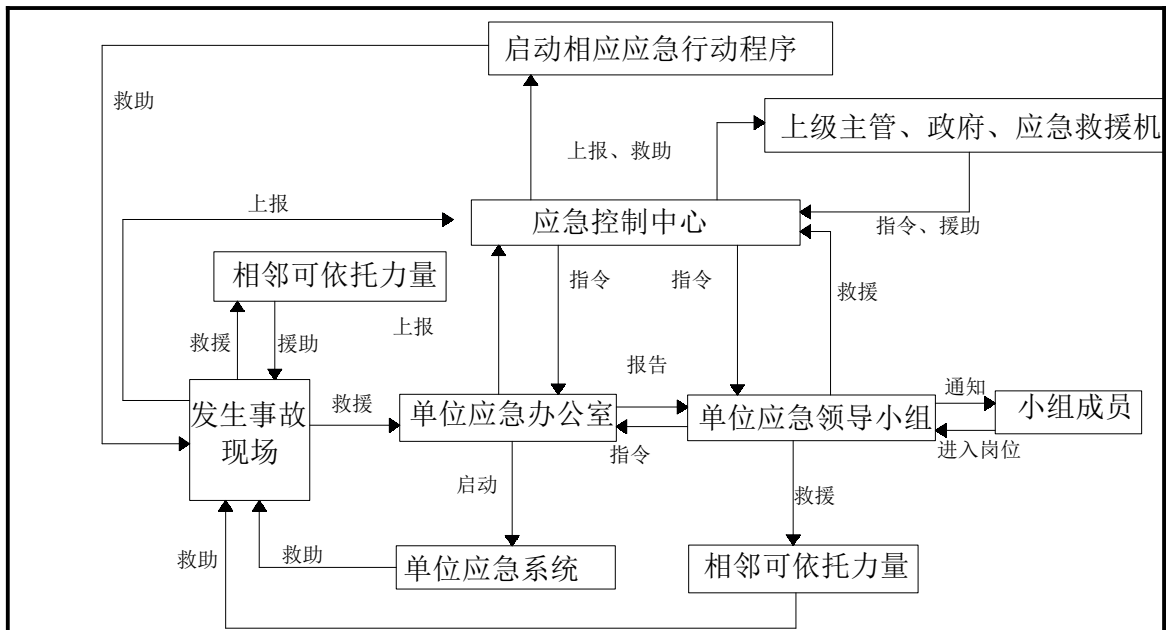 启动相应应急行动程序
救助
上级主管、政府、应急救援机
上报、救助
上报
应急控制中心
指令、援助
相邻可依托力量
指令
指令
救援
上报
救援
援助
报告
通知
发生事故
现场
救援
单位应急办公室
单位应急领导小组
小组成员
指令
进入岗位
启动
救援
救助
救助
单位应急系统
相邻可依托力量